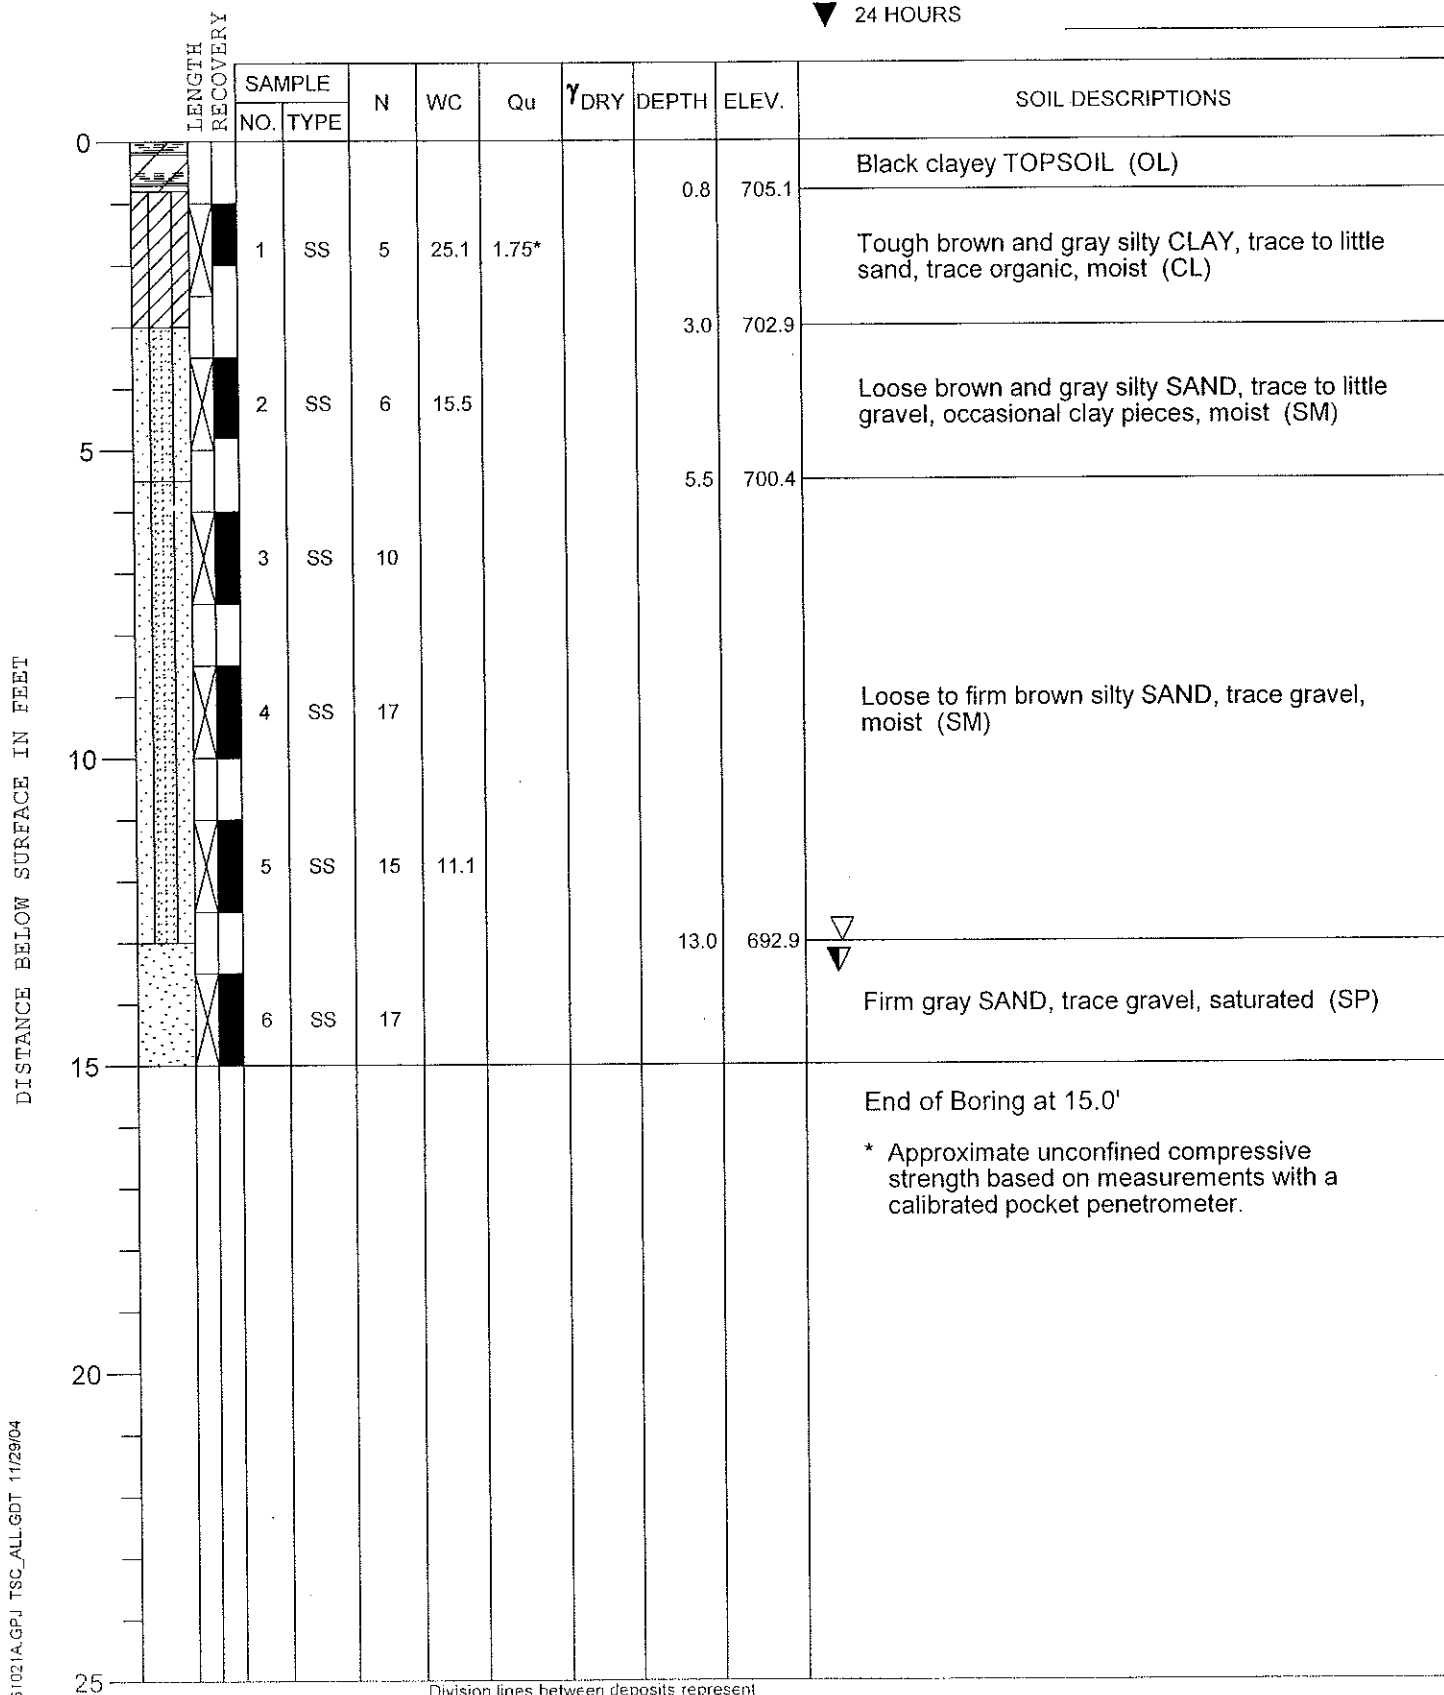 ▼ 24 HOURS
LENGTH
RECOVERY
SAMPLE
NO. TYPE N WC Qu γDRY DEPTH ELEV. SOIL DESCRIPTIONS
0
Black clayey TOPSOIL (OL)
0.8 705.1
1 SS 5 25.1 1.75*
Tough brown and gray silty CLAY, trace to little
sand, trace organic, moist (CL)
3.0 702.9
2 SS 6 15.5
Loose brown and gray silty SAND, trace to little
gravel, occasional clay pieces, moist (SM)
5
5.5 700.4
3 SS 10
4 SS 17
Loose to firm brown silty SAND, trace gravel,
moist (SM)
10
5 SS 15 11.1
13.0 692.9
6 SS 17
Firm gray SAND, trace gravel, saturated (SP)
15
End of Boring at 15.0'
* Approximate unconfined compressive
strength based on measurements with a
calibrated pocket penetrometer.
20
25
DISTANCE BELOW SURFACE IN FEET
TSC_ALL.GDT 11/29/04
Division lines between deposits represent